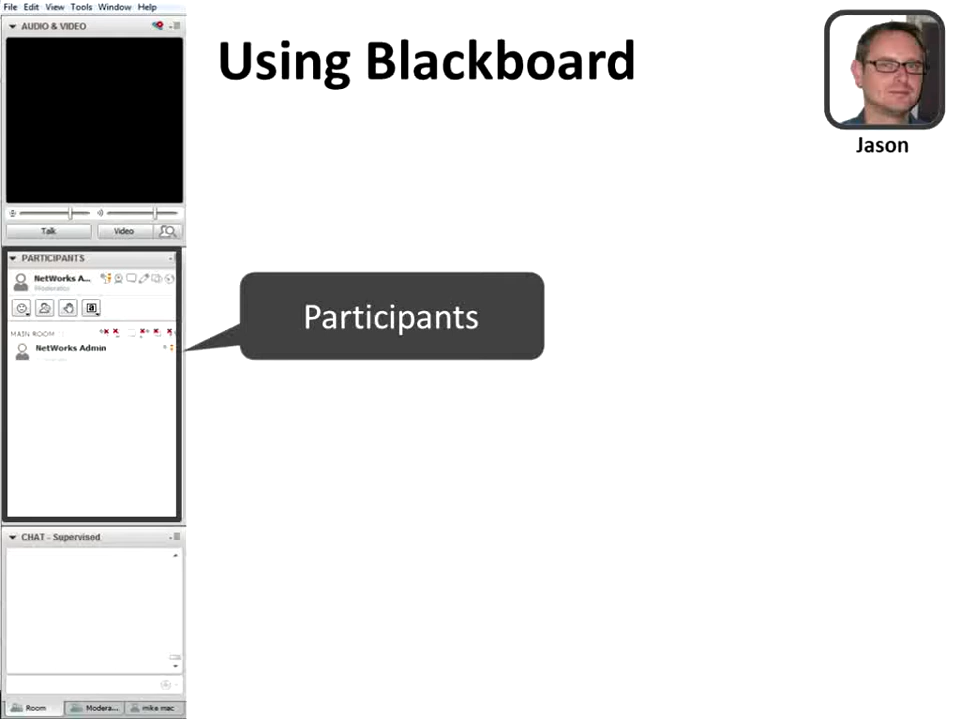 File Edit View Tools Window Help
AUDIO & VIDEO
Using Blackboard
Jason
Talk Video
PARTICIPANTS
NetWorks A...
Moderator
a
Participants
MAIN ROOM
NetWorks Admin
CHAT - Supervised
Room Modera... mike mac